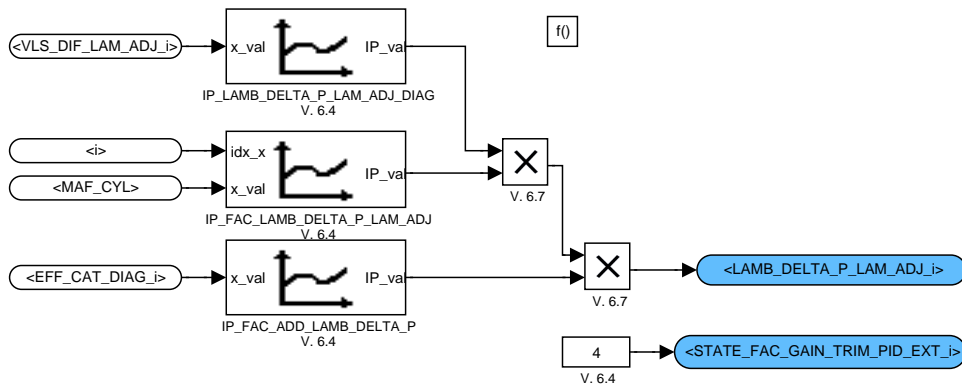 <VLS_DIF_LAM_ADJ_i>
x_val
IP_val
f()
IP_LAMB_DELTA_P_LAM_ADJ_DIAG
V. 6.4
<i>
idx_x
<MAF_CYL>
x_val
IP_val
V. 6.7
IP_FAC_LAMB_DELTA_P_LAM_ADJ
V. 6.4
<EFF_CAT_DIAG_i>
x_val
IP_val
<LAMB_DELTA_P_LAM_ADJ_i>
V. 6.7
IP_FAC_ADD_LAMB_DELTA_P
V. 6.4
4
<STATE_FAC_GAIN_TRIM_PID_EXT_i>
V. 6.4